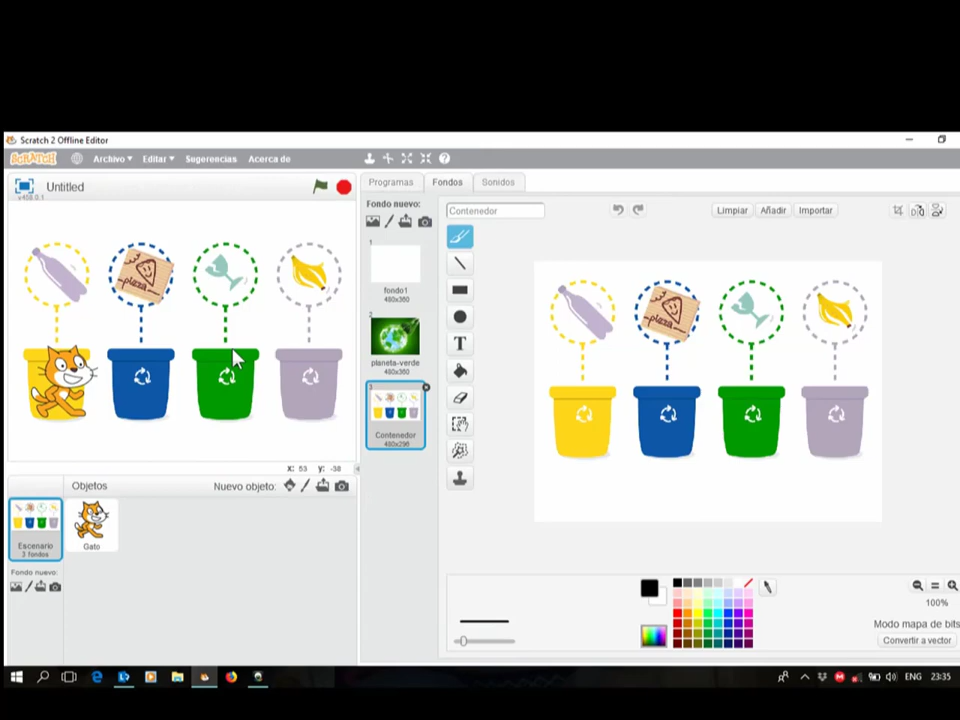 Scratch 2 Offline Editor
SCRATCH
Archivo
Editar
Sugerencias
Acerca de
Untitled
v458.0.1
Programas
Fondos
Sonidos
Fondo nuevo:
Contenedor
Limpiar
Añadir
Importar
1
fondo1
480x360
2
planeta-verde
480x360
3
Contenedor
480x296
pizza
pizza
T
x: 53 y: -38
Objetos
Nuevo objeto:
Escenario
3 fondos
Gato
Fondo nuevo:
100%
Modo mapa de bits
Convertir a vector
ENG
23:35